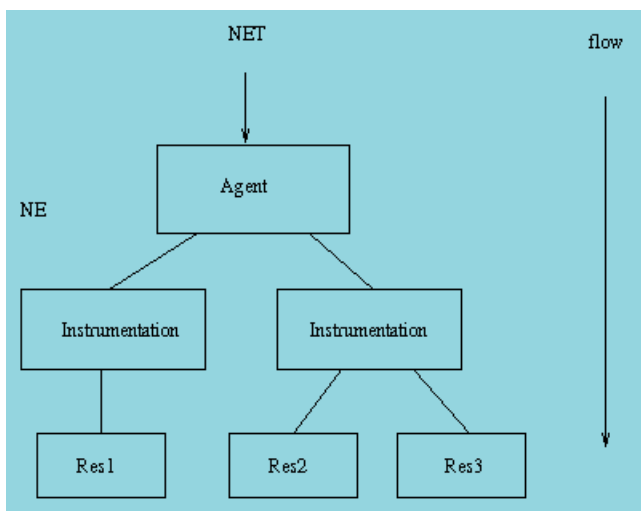 NET
flow
Agent
NE
Instrumentation
Instrumentation
Res1
Res2
Res3